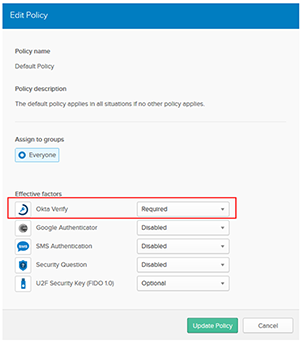 Edit Policy
Policy name
Default Policy
Policy description
The default policy applies in all situations if no other policy applies.
Assign to groups
Everyone
Effective factors
Okta Verify Required
Google Authenticator Disabled
SMS SMS Authentication Disabled
Security Question Disabled
U2F Security Key (FIDO 1.0) Optional
Update Policy Cancel